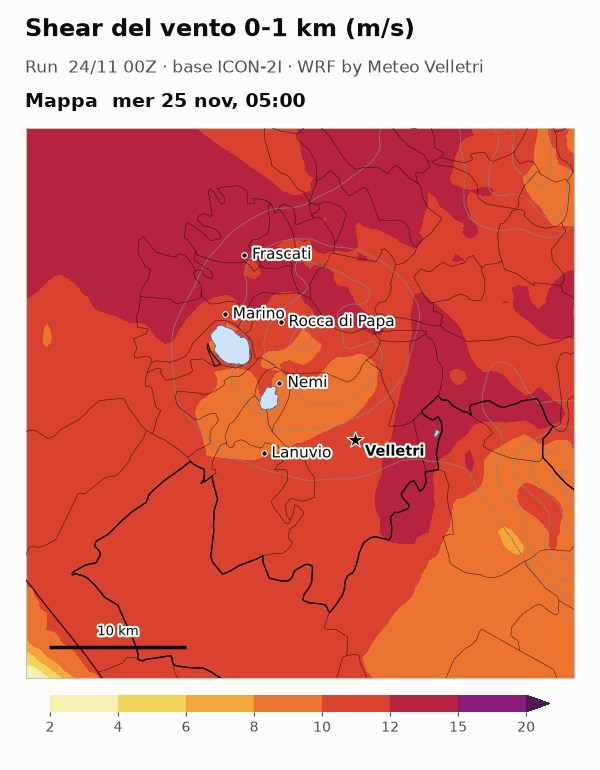 Shear del vento 0-1 km (m/s)
Run  24/11 00Z · base ICON-2I · WRF by Meteo Velletri
Mappa  mer 25 nov, 05:00
Frascati
Marino
Rocca di Papa
Nemi
Velletri
Lanuvio
10 km
2 4 6 8 10 12 15 20